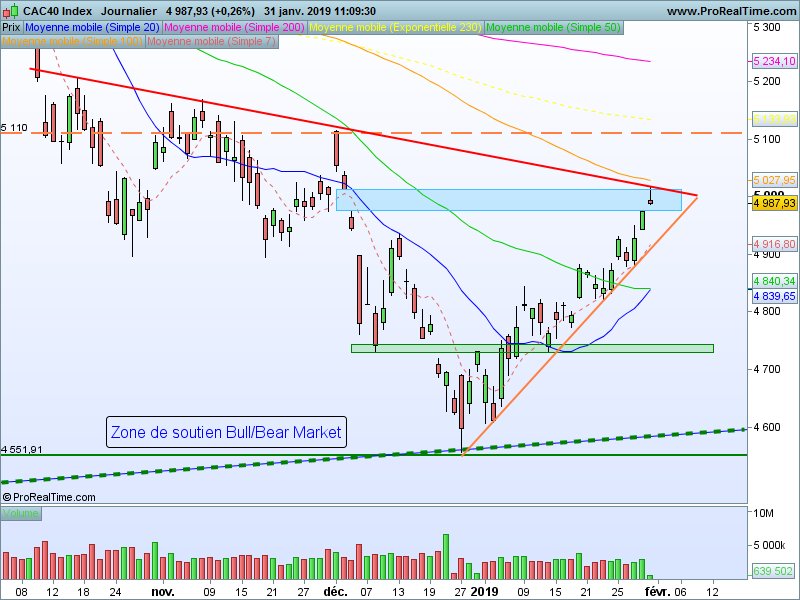 CAC40 Index Journalier 4 987,93 (+0,26%) 31 janv. 2019 11:09:30 www.ProRealTime.com
Prix Moyenne mobile (Simple 20) Moyenne mobile (Simple 200) Moyenne mobile (Exponentielle 230) Moyenne mobile (Simple 50)
Moyenne mobile (Simple 100) Moyenne mobile (Simple 7)
5 300
5 234,10
5 200
5 133,93
5 110
5 100
5 027,95
5 000
4 987,93
4 916,80
4 900
4 840,34
4 839,65
4 800
4 700
Zone de soutien Bull/Bear Market
4 600
4 551,91
©ProRealTime.com
Volume
10M
5 000k
639 502
08 12 18 24 nov. 09 15 21 27 déc. 07 13 19 27 2019 09 15 21 25 févr. 06 12